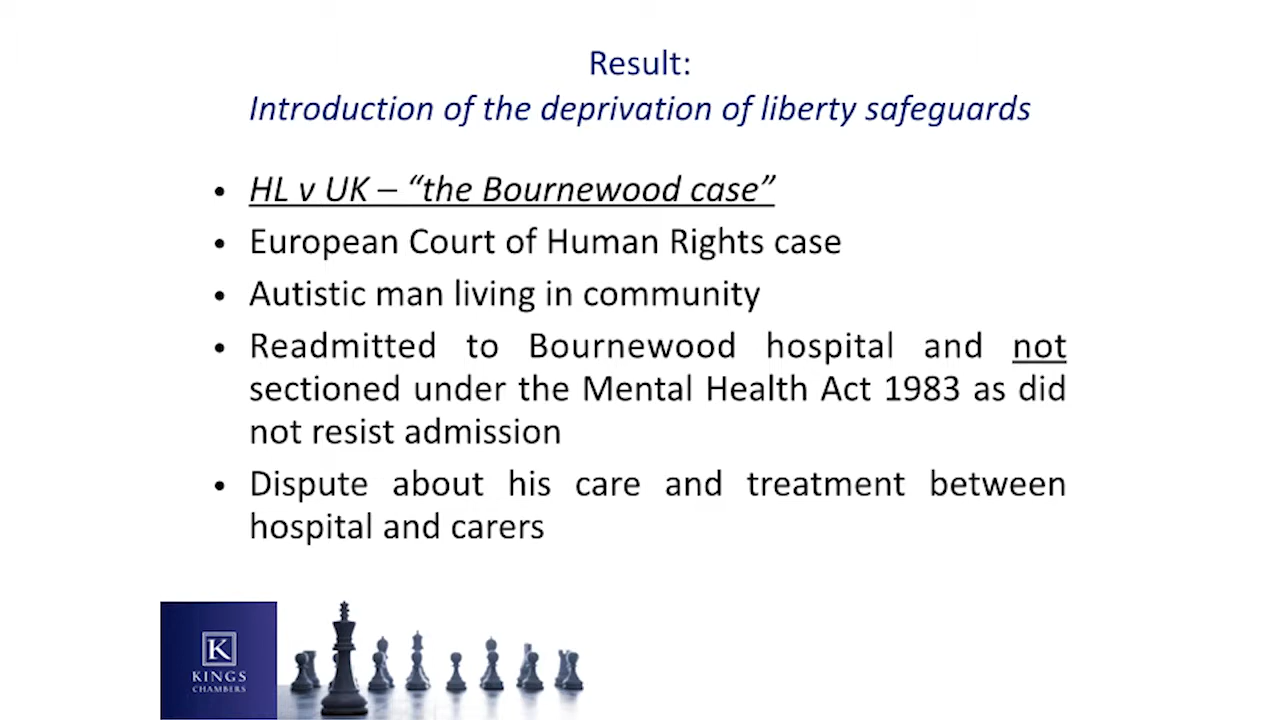 Result:
Introduction of the deprivation of liberty safeguards
• HL v UK – “the Bournewood case”
• European Court of Human Rights case
• Autistic man living in community
• Readmitted to Bournewood hospital and not
sectioned under the Mental Health Act 1983 as did
not resist admission
• Dispute about his care and treatment between
hospital and carers
K
KINGS
CHAMBERS